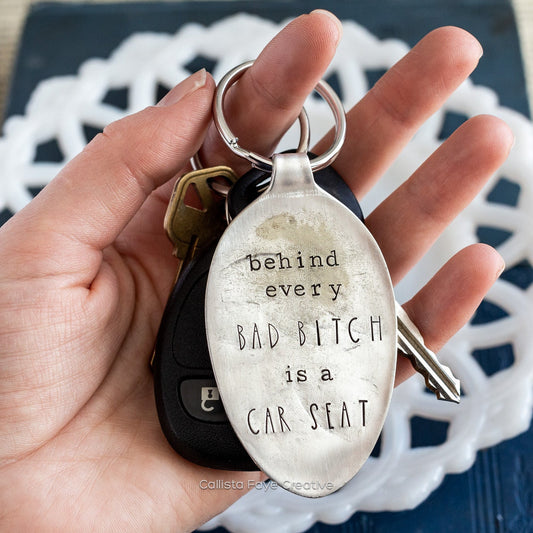 behind
every
BAD BITCH
is a
CAR SEAT
Callista Faye Creative